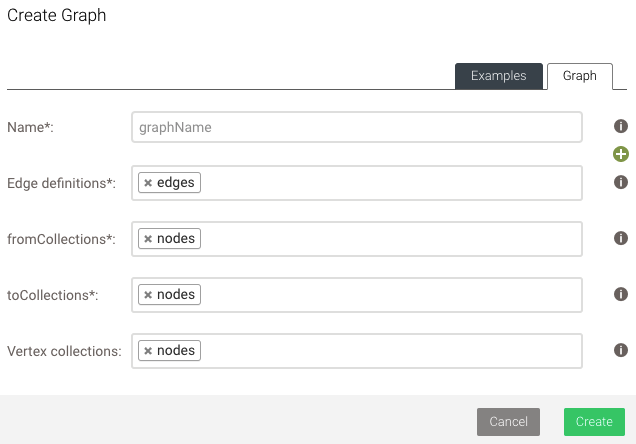 Create Graph
Examples
Graph
Name*:
graphName
Edge definitions*:
✖ edges
fromCollections*:
✖ nodes
toCollections*:
✖ nodes
Vertex collections:
✖ nodes
Cancel
Create